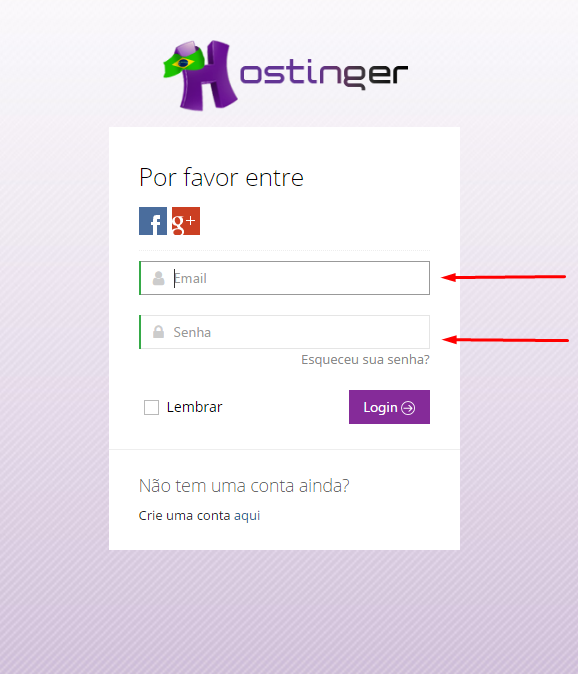 Hostinger
Por favor entre
f g+
Email
Senha
Esqueceu sua senha?
Lembrar
Login
Não tem uma conta ainda?
Crie uma conta aqui